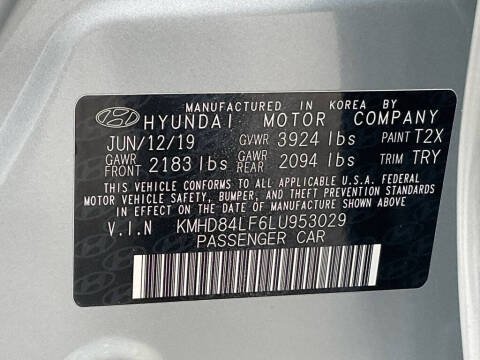 MANUFACTURED IN KOREA BY
HYUNDAI MOTOR COMPANY
JUN/12/19 GVWR 3924 lbs PAINT T2X
GAWR FRONT 2183 lbs GAWR REAR 2094 lbs TRIM TRY
THIS VEHICLE CONFORMS TO ALL APPLICABLE U.S.A. FEDERAL
MOTOR VEHICLE SAFETY, BUMPER, AND THEFT PREVENTION STANDARDS
IN EFFECT ON THE DATE OF MANUFACTURE SHOWN ABOVE
V.I.N KMHD84LF6LU953029
PASSENGER CAR